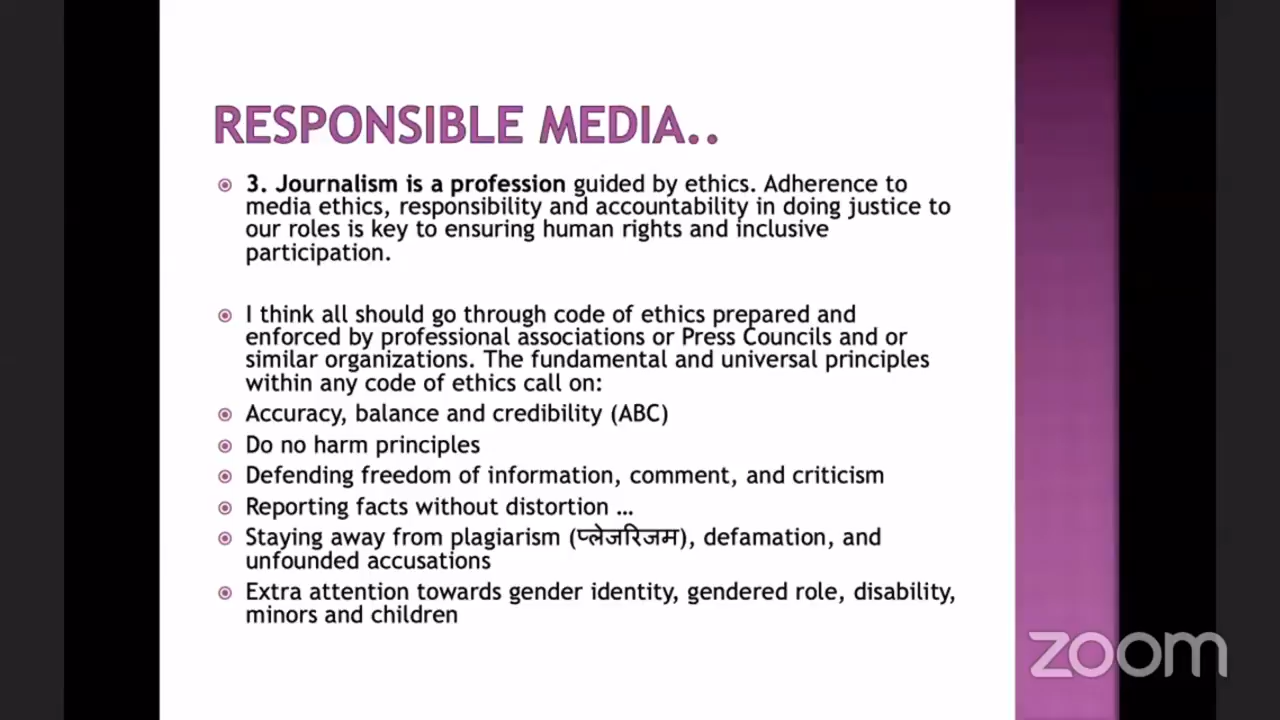 RESPONSIBLE MEDIA..
3. Journalism is a profession guided by ethics. Adherence to
media ethics, responsibility and accountability in doing justice to
our roles is key to ensuring human rights and inclusive
participation.
I think all should go through code of ethics prepared and
enforced by professional associations or Press Councils and or
similar organizations. The fundamental and universal principles
within any code of ethics call on:
Accuracy, balance and credibility (ABC)
Do no harm principles
Defending freedom of information, comment, and criticism
Reporting facts without distortion …
Staying away from plagiarism (प्लेजरिजम), defamation, and
unfounded accusations
Extra attention towards gender identity, gendered role, disability,
minors and children
zoom